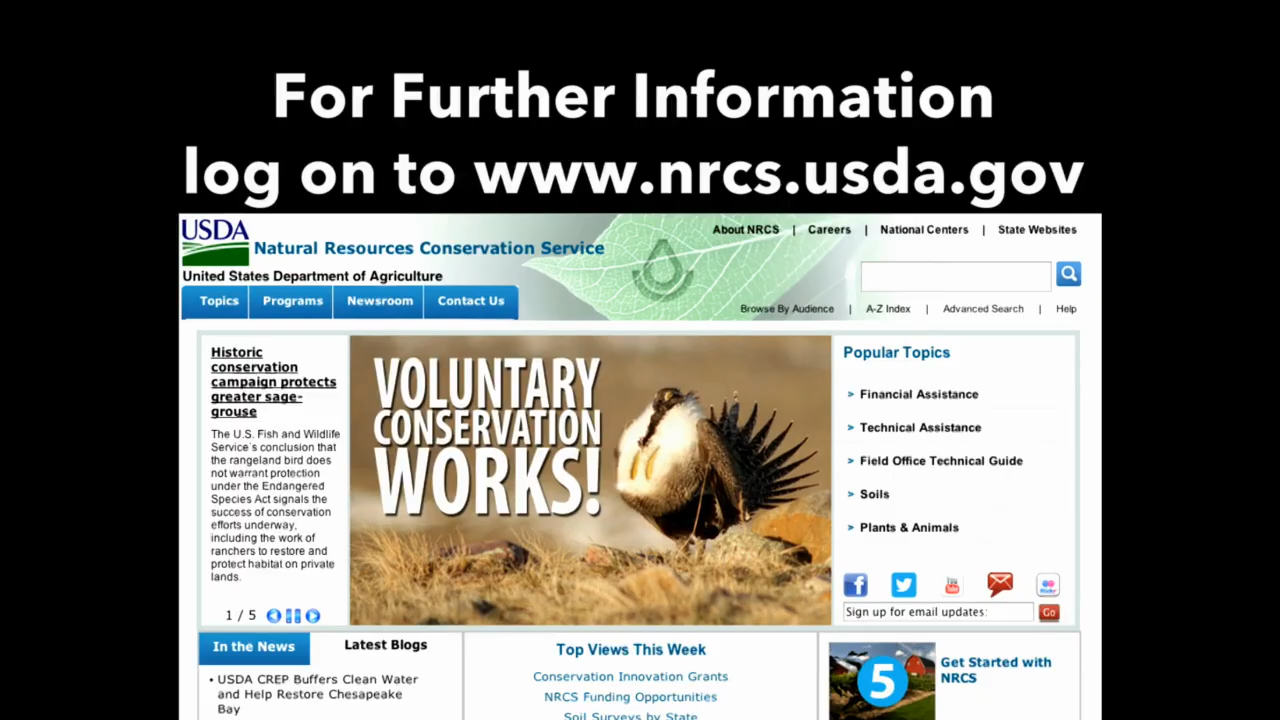 For Further Information
log on to www.nrcs.usda.gov
USDA
Natural Resources Conservation Service
United States Department of Agriculture
About NRCS | Careers | National Centers | State Websites
Topics
Programs
Newsroom
Contact Us
Browse By Audience | A-Z Index | Advanced Search | Help
Historic
conservation
campaign protects
greater sage-
grouse
The U.S. Fish and Wildlife
Service's conclusion that
the rangeland bird does
not warrant protection
under the Endangered
Species Act signals the
success of conservation
efforts underway,
including the work of
ranchers to restore and
protect habitat on private
lands.
1 / 5
VOLUNTARY
CONSERVATION
WORKS!
Popular Topics
> Financial Assistance
> Technical Assistance
> Field Office Technical Guide
> Soils
> Plants & Animals
f
You
Tube
flickr
Sign up for email updates:
Go
In the News
Latest Blogs
• USDA CREP Buffers Clean Water
and Help Restore Chesapeake
Bay
Top Views This Week
Conservation Innovation Grants
NRCS Funding Opportunities
Soil Surveys by State
5
Get Started with
NRCS